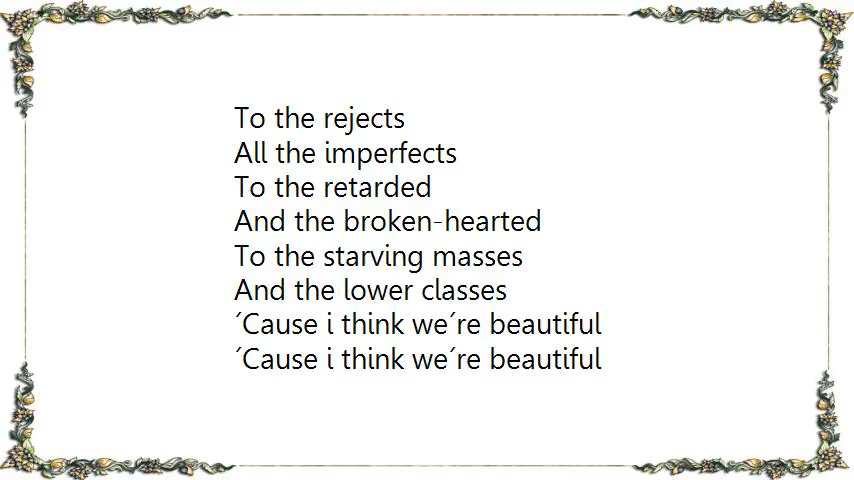 To the rejects
All the imperfects
To the retarded
And the broken-hearted
To the starving masses
And the lower classes
´Cause i think we´re beautiful
´Cause i think we´re beautiful